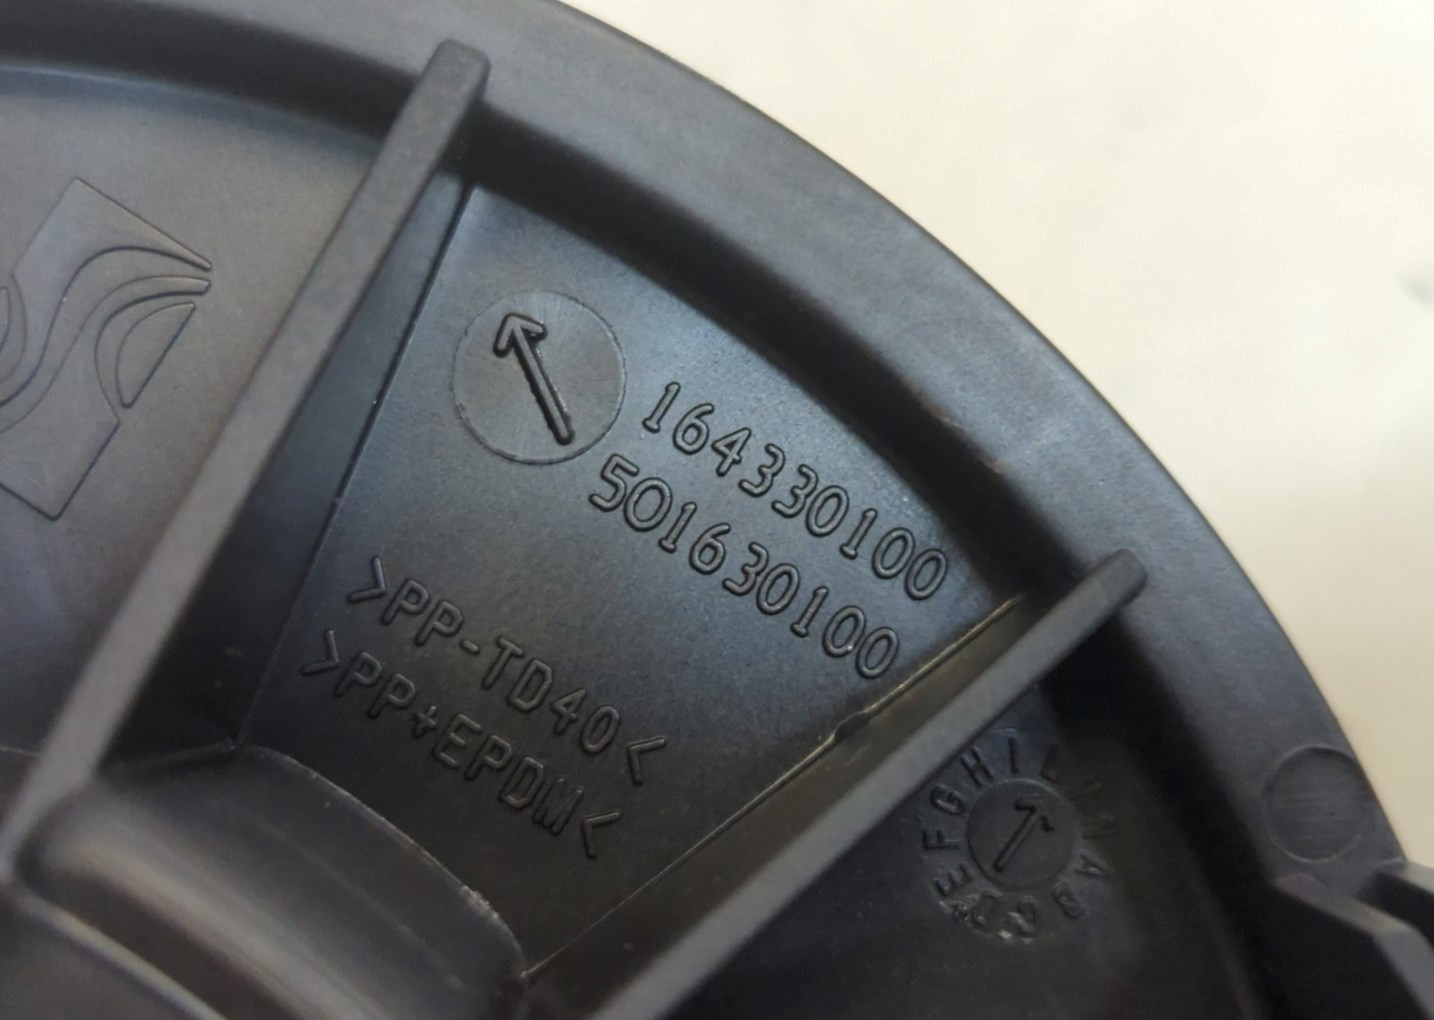 164330100
501630100
>PP-TD40<
>PP+EPDM<
A B C D E F G H I L M N